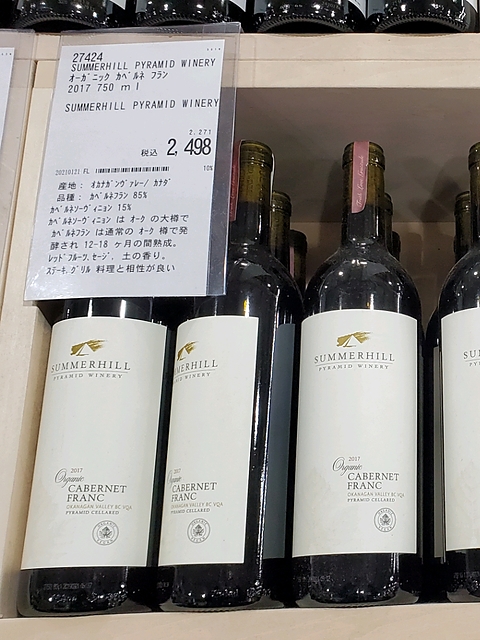 27424
SUMMERHILL PYRAMID WINERY
オーガニック カベルネ フラン
2017 750 ml
SUMMERHILL PYRAMID WINERY
2,271
税込 2,498
20210121 FL
10%
産地: オカナガンヴァレー/ カナダ
品種: カベルネフラン 85%
カベルネソーヴィニョン 15%
カベルネソーヴィニョン は オーク の大樽で
カベルネフラン は通常の オーク 樽で発
酵され 12-18 ヶ月の間熟成。
レッド フルーツ、セージ、 土の香り。
ステーキ、グリル 料理と相性が良い
SUMMERHILL
PYRAMID WINERY
2017
Organic
CABERNET
FRANC
OKANAGAN VALLEY BC VQA
PYRAMID CELLARED
SUMMERHILL
PYRAMID WINERY
2017
Organic
CABERNET
FRANC
OKANAGAN VALLEY BC VQA
PYRAMID CELLARED
SUMMERHILL
PYRAMID WINERY
2017
Organic
CABERNET
FRANC
OKANAGAN VALLEY BC VQA
PYRAMID CELLARED
SU
PYRAM